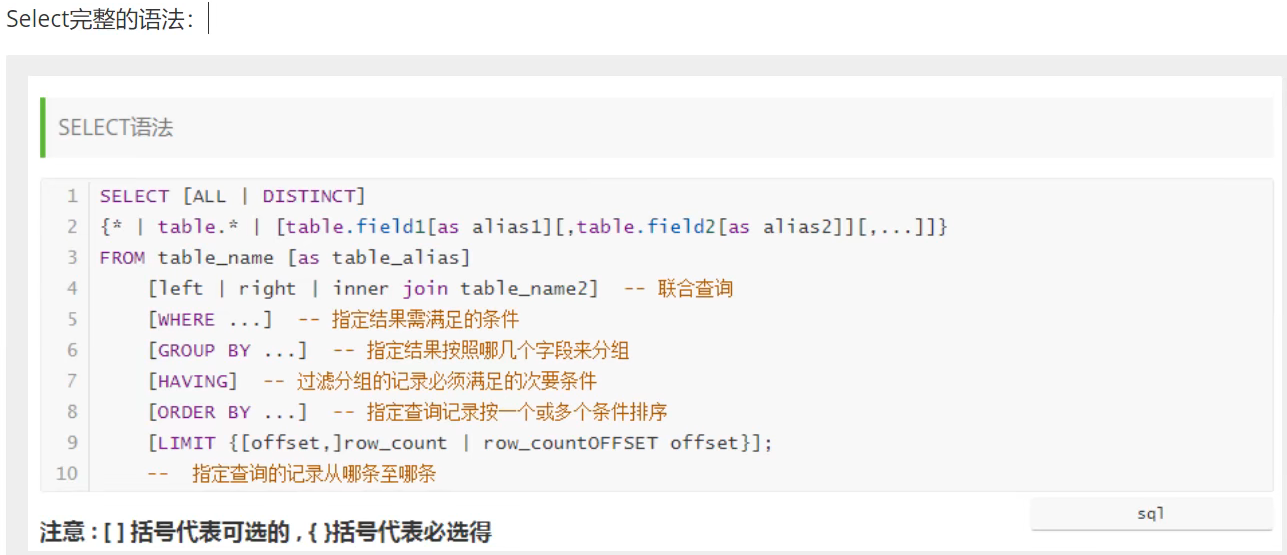 Select完整的语法：
SELECT语法
1 SELECT [ALL | DISTINCT]
2 {* | table.* | [table.field1[as alias1][,table.field2[as alias2]][,...]]}
3 FROM table_name [as table_alias]
4 [left | right | inner join table_name2]  -- 联合查询
5 [WHERE ...]  -- 指定结果需满足的条件
6 [GROUP BY ...]  -- 指定结果按照哪几个字段来分组
7 [HAVING]  -- 过滤分组的记录必须满足的次要条件
8 [ORDER BY ...]  -- 指定查询记录按一个或多个条件排序
9 [LIMIT {[offset,]row_count | row_countOFFSET offset}];
10 --  指定查询的记录从哪条至哪条
sql
注意 : [ ] 括号代表可选的 , { }括号代表必选得